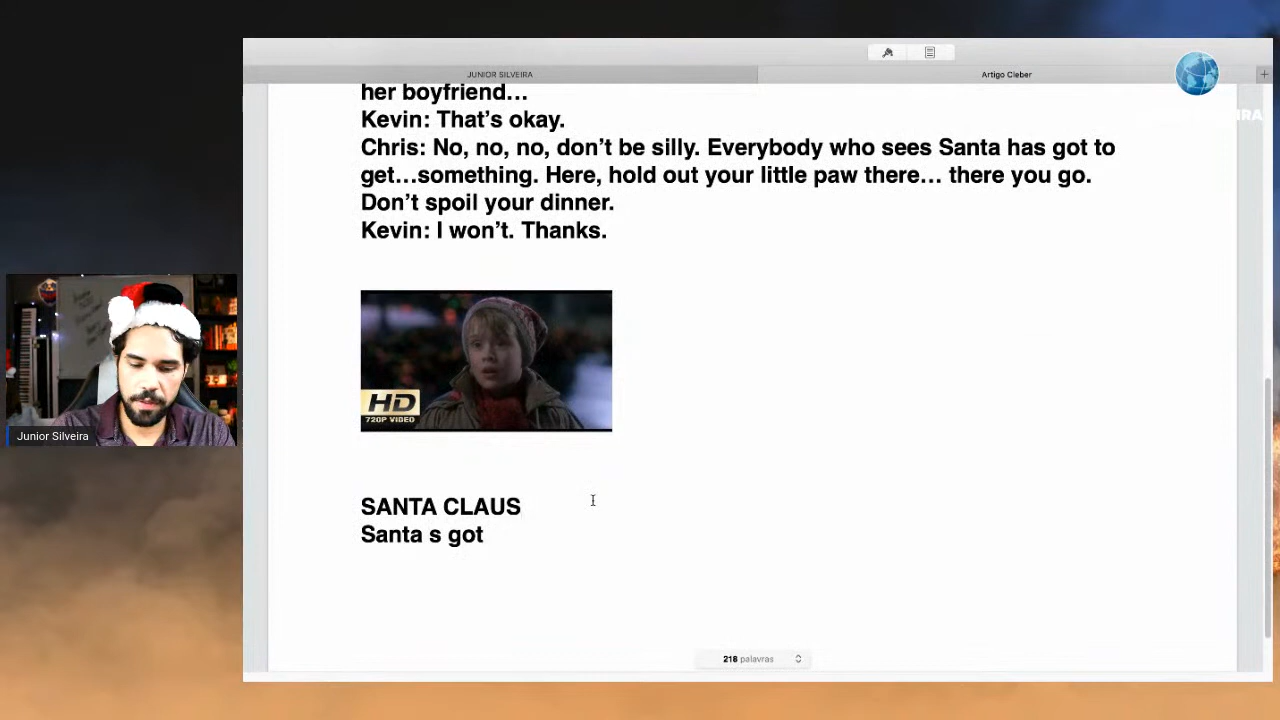 JUNIOR SILVEIRA
Artigo Cleber
her boyfriend…
Kevin: That’s okay.
Chris: No, no, no, don’t be silly. Everybody who sees Santa has got to
get…something. Here, hold out your little paw there… there you go.
Don’t spoil your dinner.
Kevin: I won’t. Thanks.
HD
720P VIDEO
Junior Silveira
SANTA CLAUS
Santa s got
218 palavras